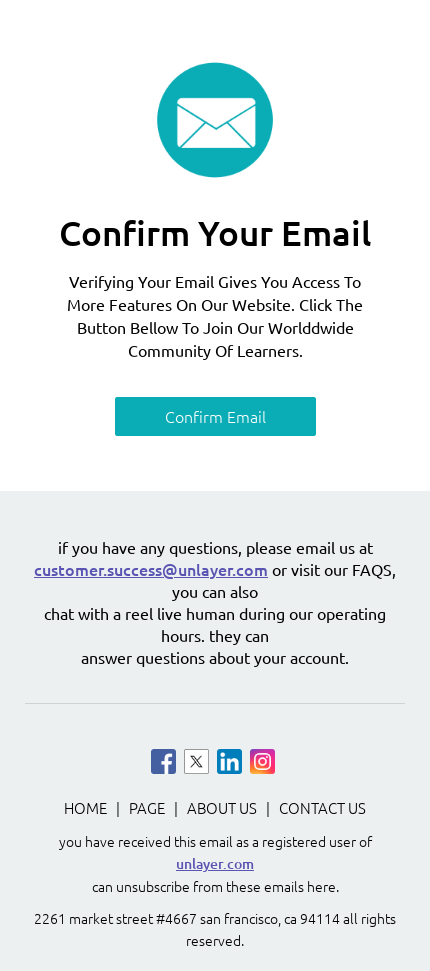 Confirm Your Email
Verifying Your Email Gives You Access To
More Features On Our Website. Click The
Button Bellow To Join Our Worlddwide
Community Of Learners.
Confirm Email
if you have any questions, please email us at
customer.success@unlayer.com or visit our FAQS,
you can also
chat with a reel live human during our operating
hours. they can
answer questions about your account.
HOME | PAGE | ABOUT US | CONTACT US
you have received this email as a registered user of
unlayer.com
can unsubscribe from these emails here.
2261 market street #4667 san francisco, ca 94114 all rights
reserved.